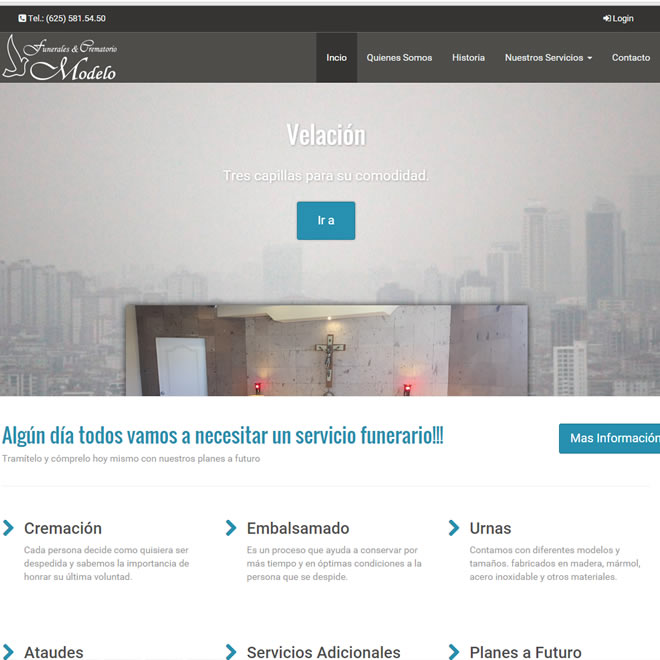 Tel.: (625) 581.54.50
Login
Funerales & Crematorio
Modelo
Incio
Quienes Somos
Historia
Nuestros Servicios
Contacto
Velación
Tres capillas para su comodidad.
Ir a
Algún día todos vamos a necesitar un servicio funerario!!!
Tramítelo y cómprelo hoy mismo con nuestros planes a futuro
Mas Información
Cremación
Cada persona decide como quisiera ser
despedida y sabemos la importancia de
honrar su última voluntad.
Embalsamado
Es un proceso que ayuda a conservar por
más tiempo y en óptimas condiciones a la
persona que se despide.
Urnas
Contamos con diferentes modelos y
tamaños. fabricados en madera, mármol,
acero inoxidable y otros materiales.
Ataudes
Servicios Adicionales
Planes a Futuro